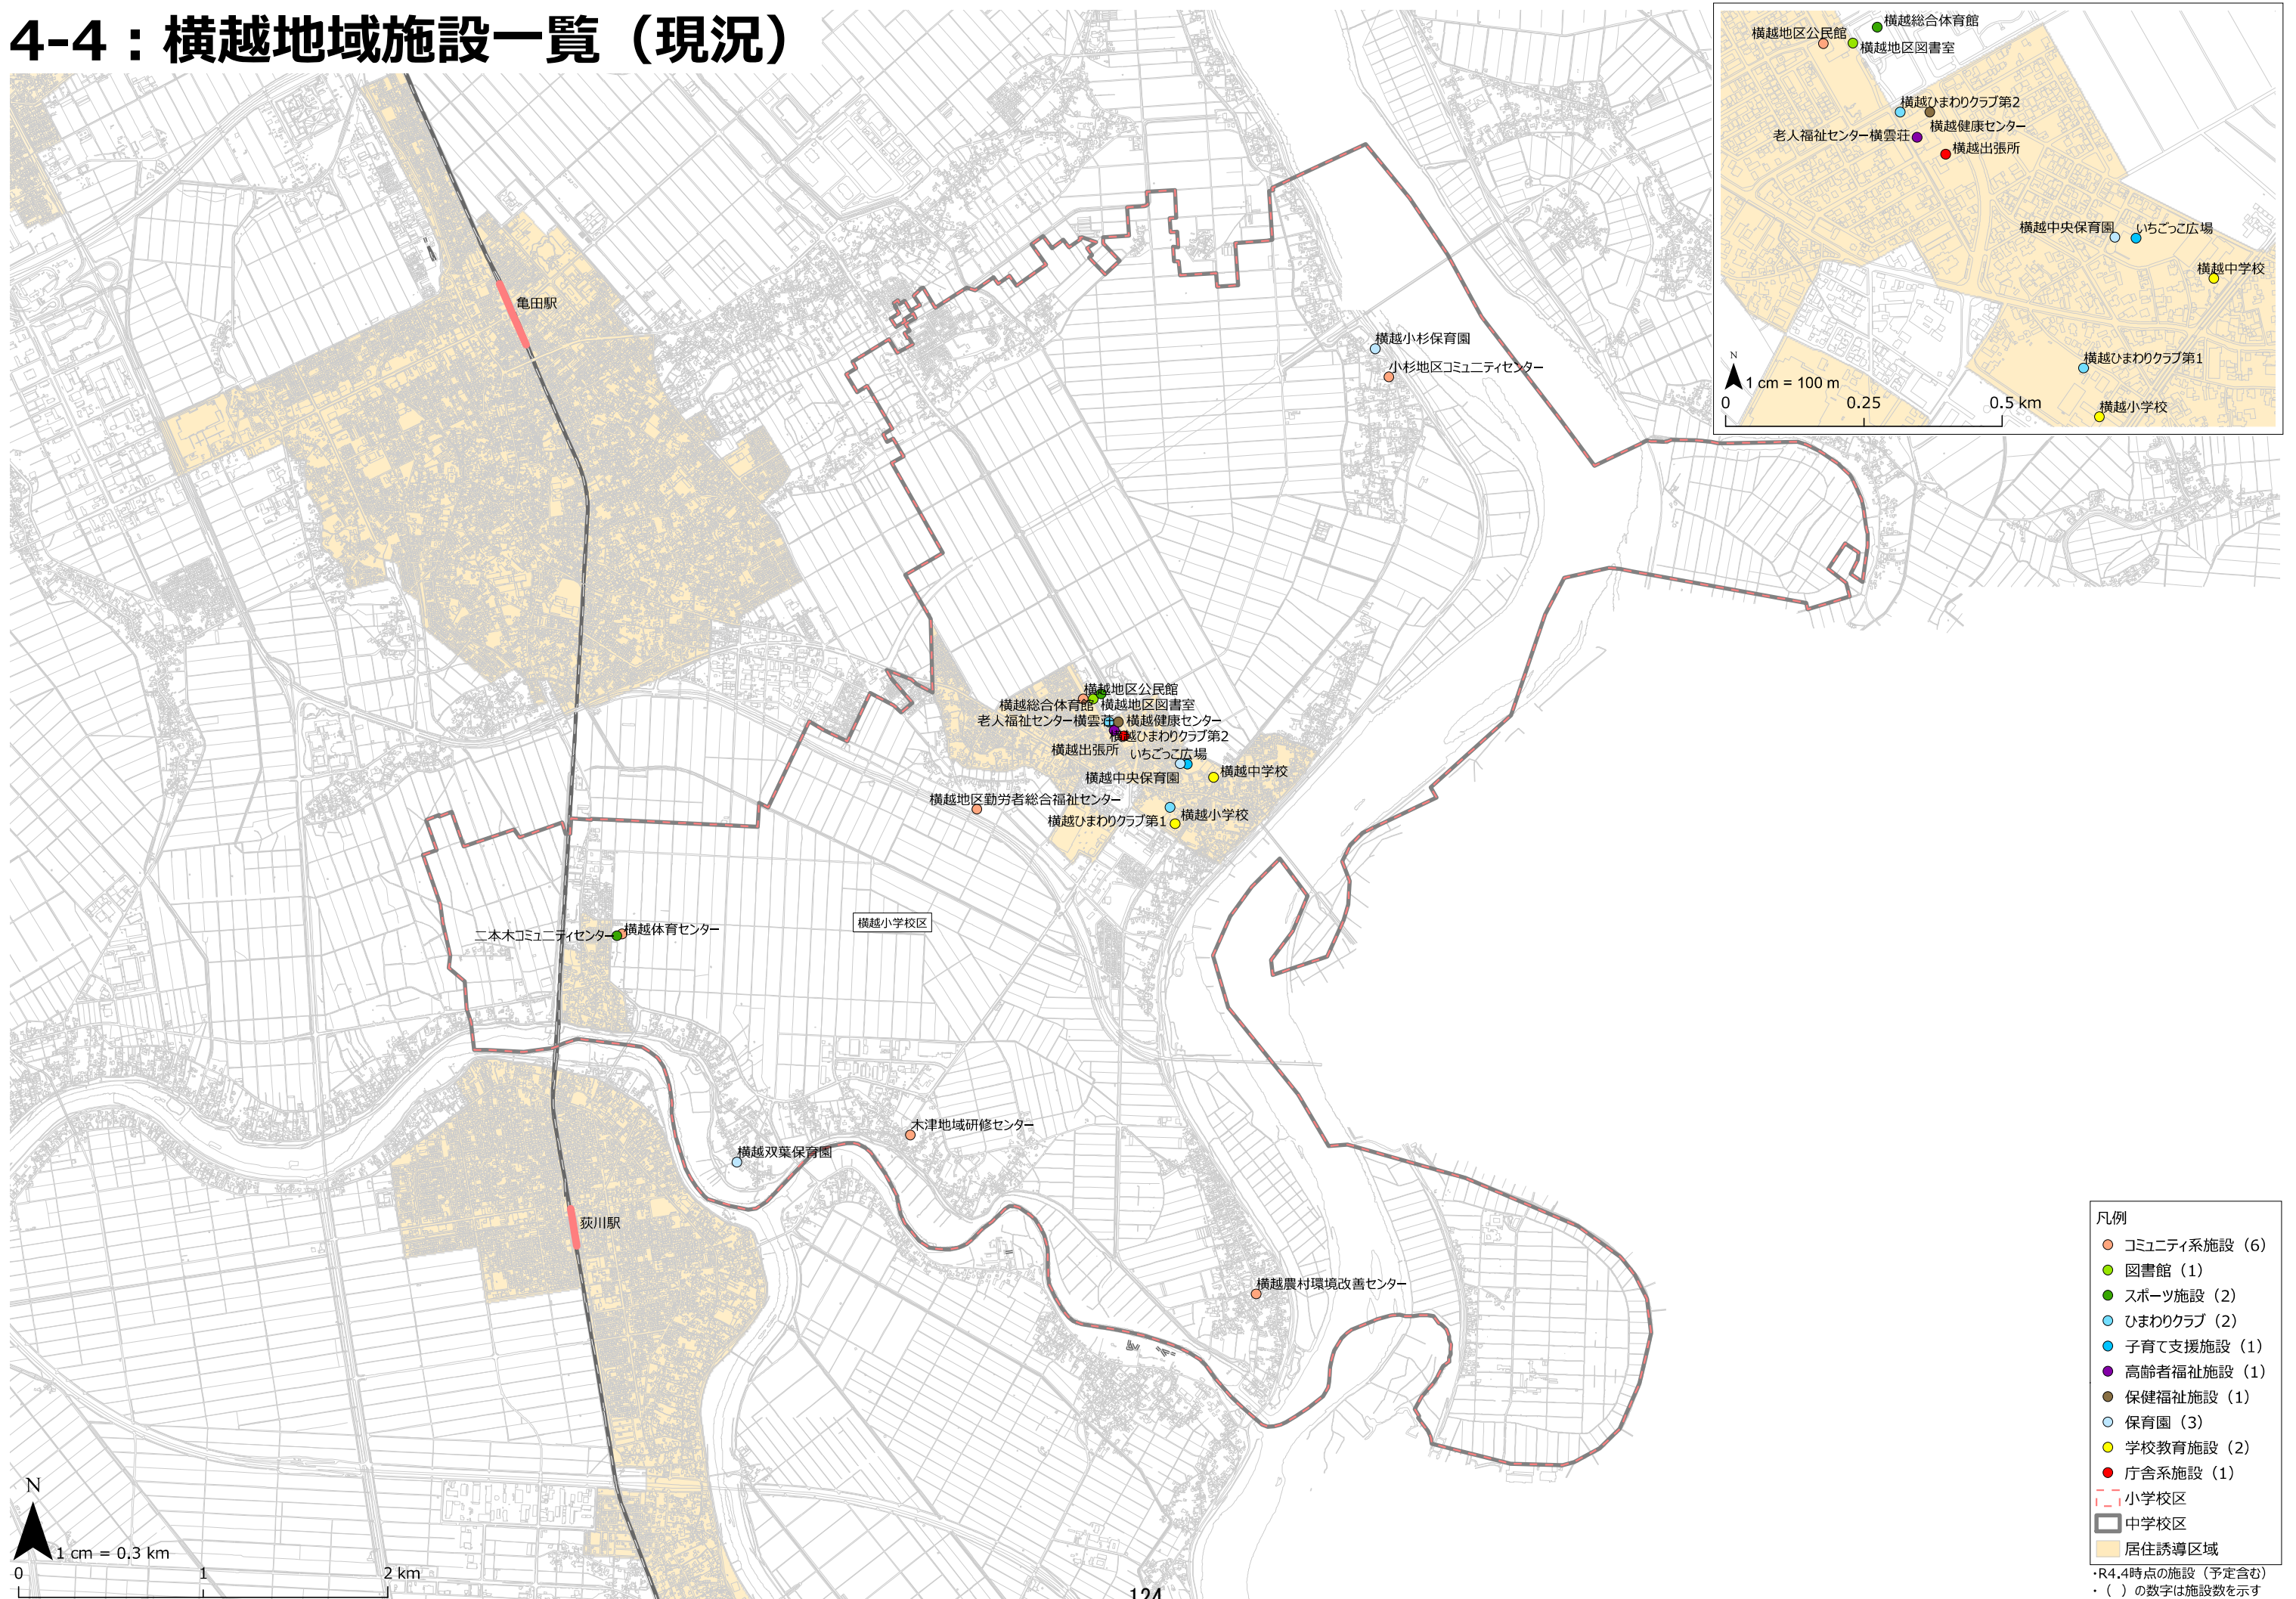 4-4：横越地域施設一覧（現況）
横越総合体育館
横越地区公民館
横越地区図書室
横越ひまわりクラブ第2
横越健康センター
老人福祉センター横雲荘
横越出張所
横越中央保育園
いちごっこ広場
横越中学校
横越ひまわりクラブ第1
横越小学校
N
1 cm = 100 m
0
0.25
0.5 km
亀田駅
横越小杉保育園
小杉地区コミュニティセンター
横越地区公民館
横越総合体育館
横越地区図書室
老人福祉センター横雲荘
横越健康センター
横越ひまわりクラブ第2
横越出張所
いちごっこ広場
横越中央保育園
横越中学校
横越地区勤労者総合福祉センター
横越小学校
横越ひまわりクラブ第1
横越小学校区
二本木コミュニティセンター
横越体育センター
木津地域研修センター
横越双葉保育園
荻川駅
横越農村環境改善センター
凡例
コミュニティ系施設（6）
図書館（1）
スポーツ施設（2）
ひまわりクラブ（2）
子育て支援施設（1）
高齢者福祉施設（1）
保健福祉施設（1）
保育園（3）
学校教育施設（2）
庁舎系施設（1）
小学校区
中学校区
居住誘導区域
・R4.4時点の施設（予定含む）
・（　）の数字は施設数を示す
N
1 cm = 0.3 km
0
1
2 km
124